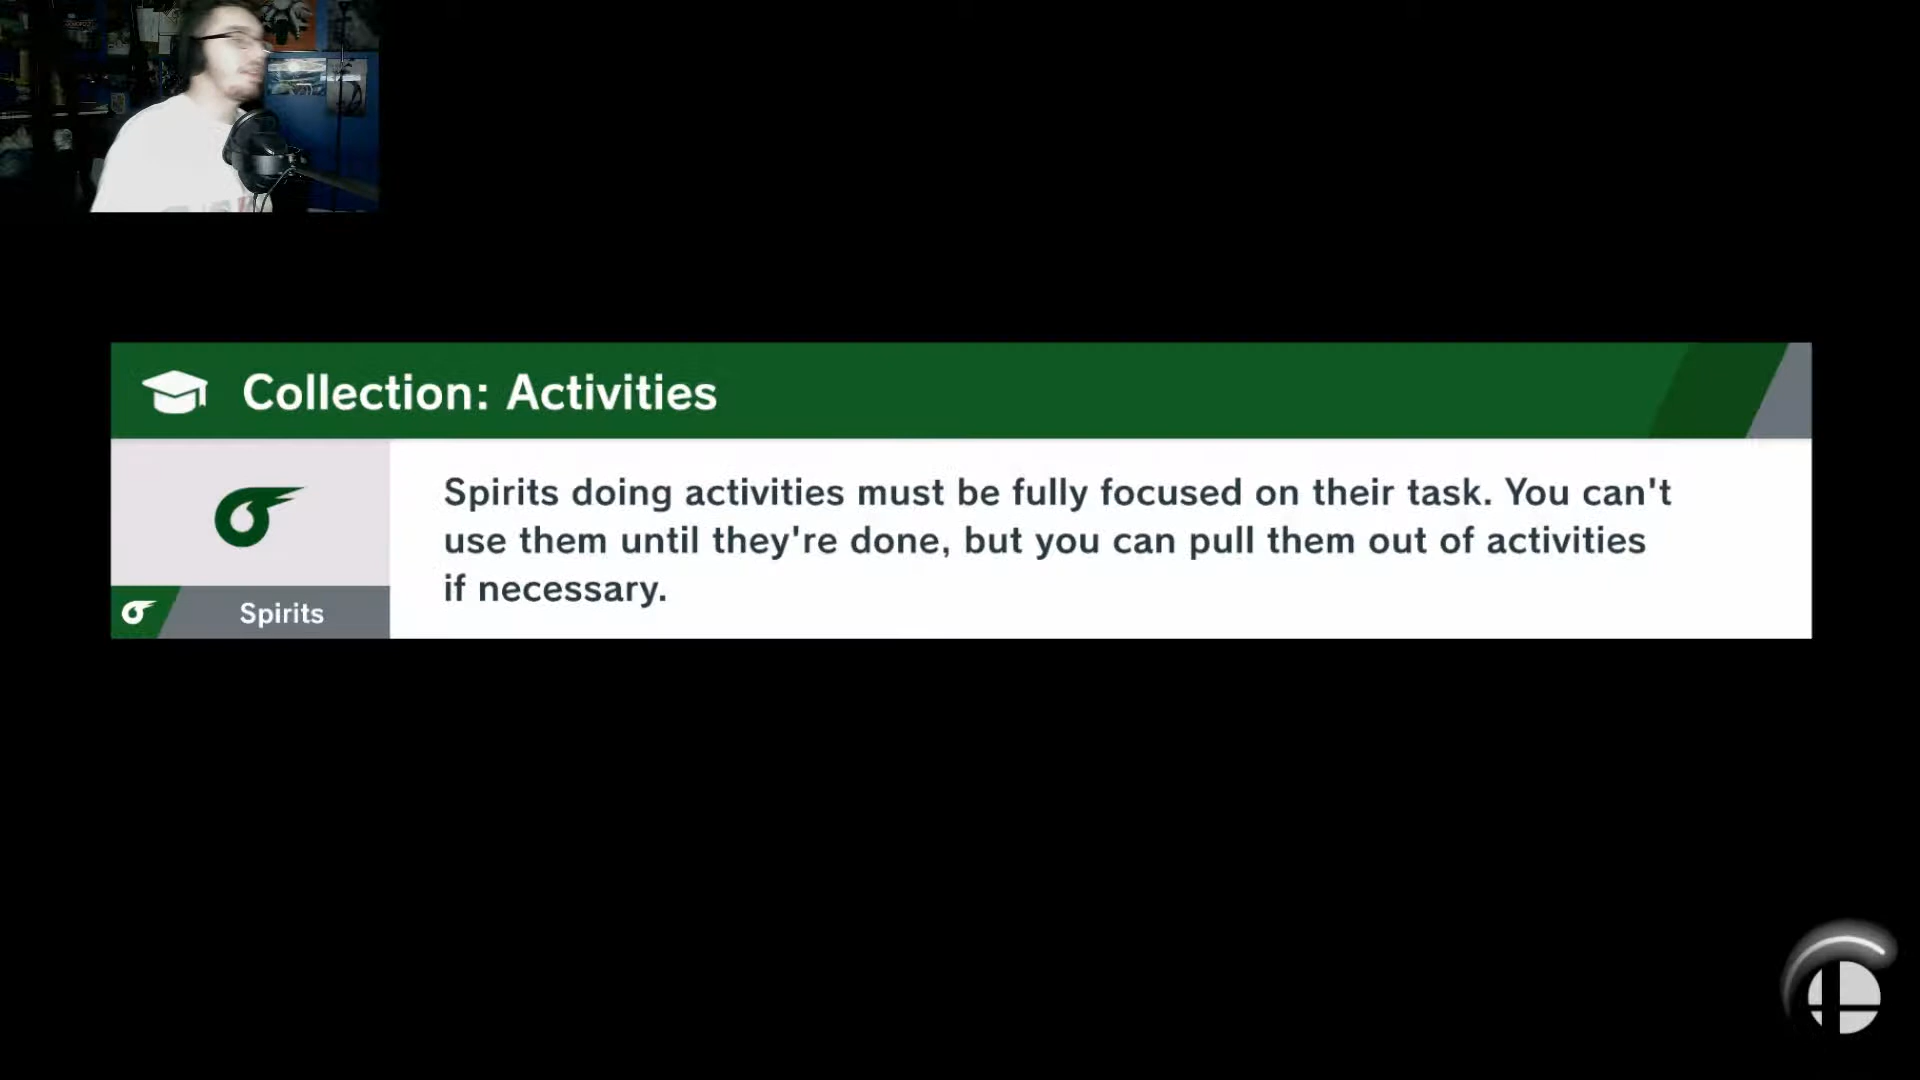 Collection: Activities
Spirits doing activities must be fully focused on their task. You can't
use them until they're done, but you can pull them out of activities
if necessary.
Spirits